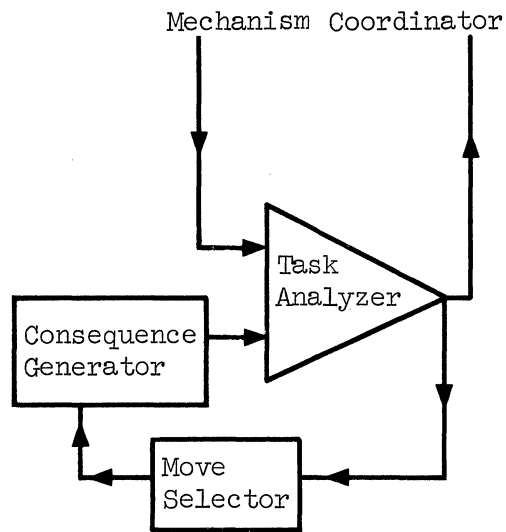 Mechanism Coordinator
Task
Analyzer
Consequence
Generator
Move
Selector